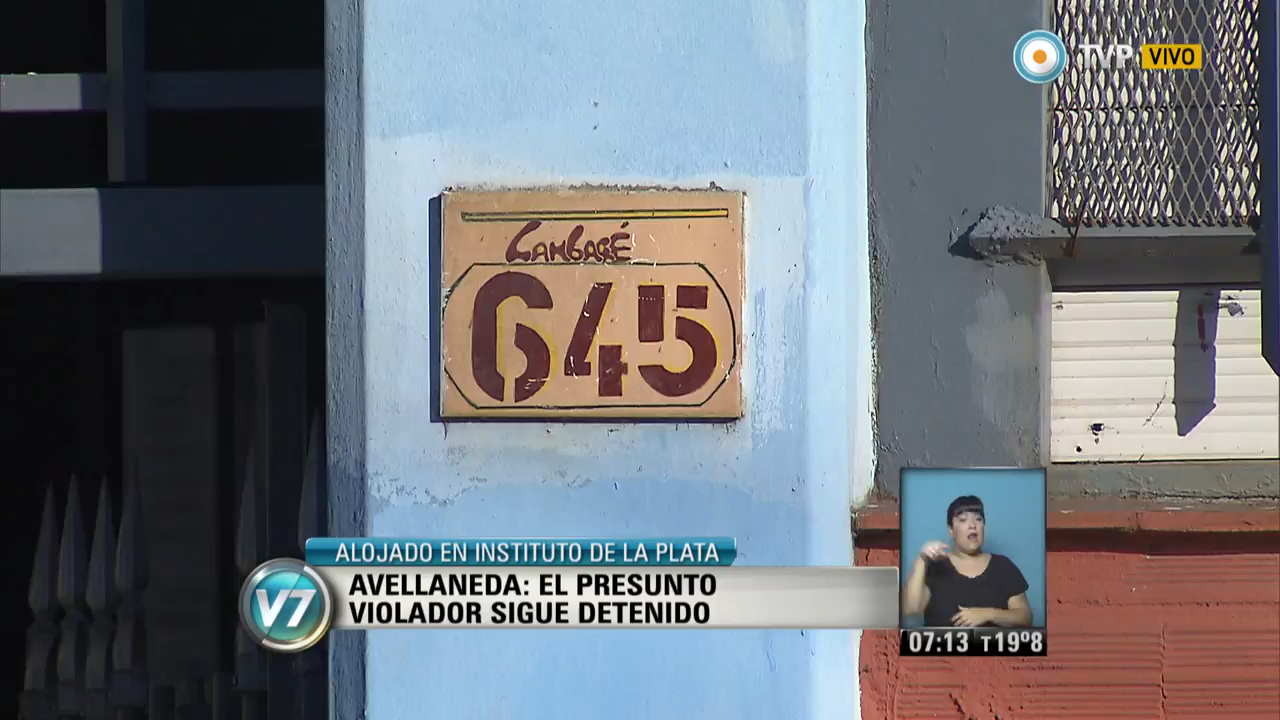 TVP VIVO
CAMBACÉ
645
ALOJADO EN INSTITUTO DE LA PLATA
V7
AVELLANEDA: EL PRESUNTO
VIOLADOR SIGUE DETENIDO
07:13 T19º8